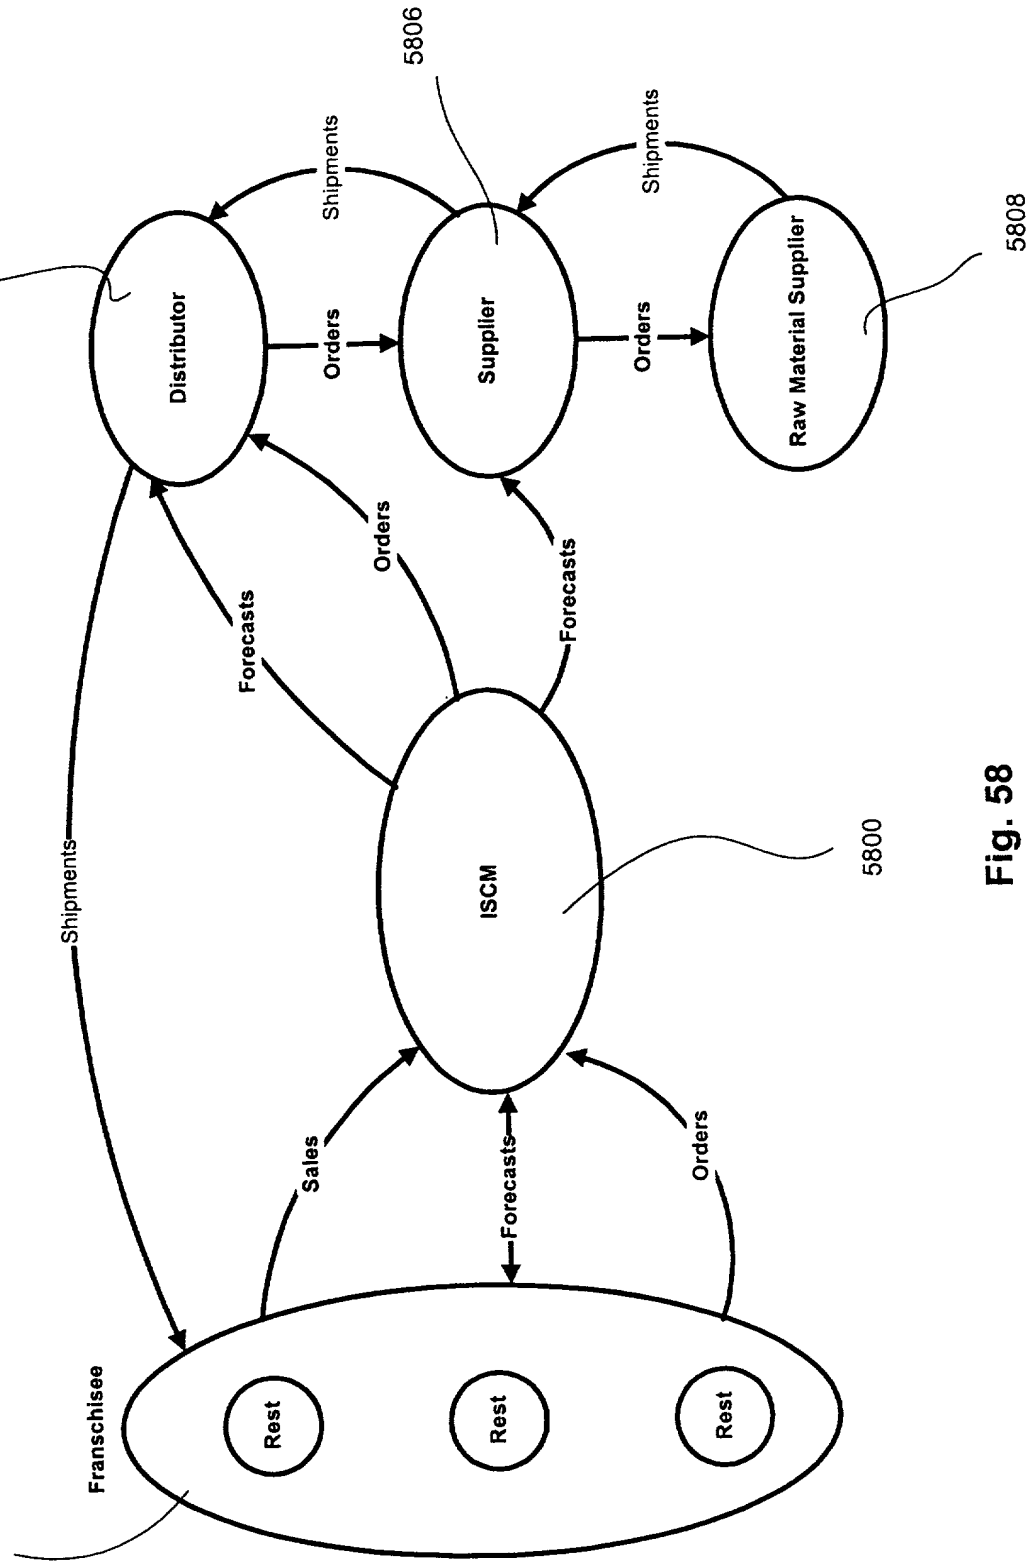 Franschisee
Rest
Rest
Rest
Shipments
Sales
Forecasts
Orders
ISCM
5800
Forecasts
Orders
Forecasts
Distributor
Shipments
Orders
Supplier
5806
Shipments
Orders
Raw Material Supplier
5808
Fig. 58